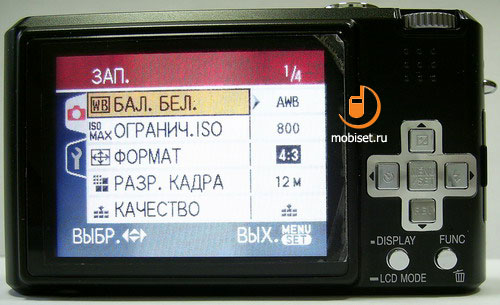 ЗАП. 1/4
WB БАЛ. БЕЛ. AWB
ISO MAX ОГРАНИЧ.ISO 800
ФОРМАТ 4:3
РАЗР. КАДРА 12 M
КАЧЕСТВО
ВЫБР. ВЫХ. MENU SET
mobiset.ru
DISPLAY FUNC
LCD MODE